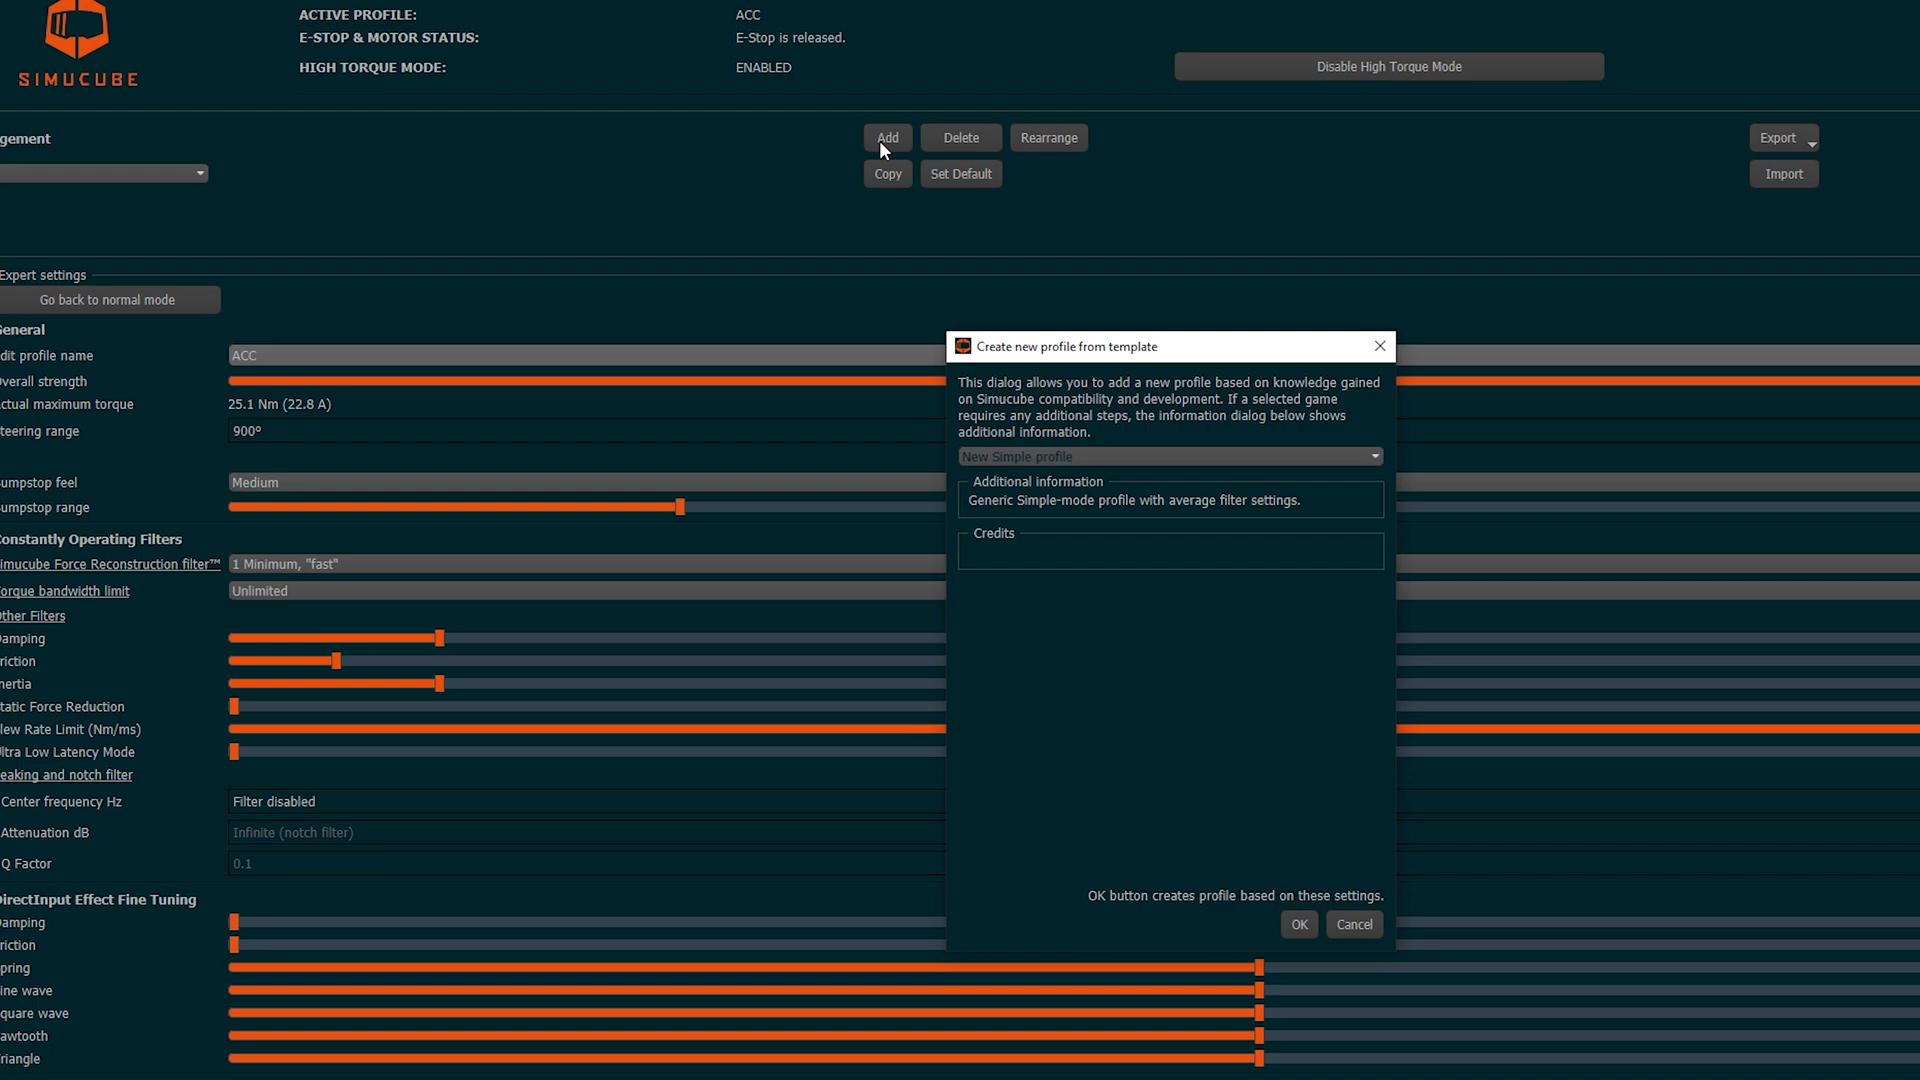 SIMUCUBE
ACTIVE PROFILE: ACC
E-STOP & MOTOR STATUS: E-Stop is released.
HIGH TORQUE MODE: ENABLED Disable High Torque Mode
gement
Add Delete Rearrange Export
Copy Set Default Import
Expert settings
Go back to normal mode
General
dit profile name ACC
Overall strength
ctual maximum torque 25.1 Nm (22.8 A)
teering range 900º
umpstop feel Medium
umpstop range
Constantly Operating Filters
imucube Force Reconstruction filter™ 1 Minimum, "fast"
orque bandwidth limit Unlimited
Other Filters
Damping
riction
nertia
tatic Force Reduction
lew Rate Limit (Nm/ms)
ltra Low Latency Mode
eaking and notch filter
Center frequency Hz Filter disabled
Attenuation dB Infinite (notch filter)
Q Factor 0.1
DirectInput Effect Fine Tuning
Damping
riction
pring
ine wave
quare wave
awtooth
riangle
Create new profile from template
This dialog allows you to add a new profile based on knowledge gained
on Simucube compatibility and development. If a selected game
requires any additional steps, the information dialog below shows
additional information.
New Simple profile
Additional information
Generic Simple-mode profile with average filter settings.
Credits
OK button creates profile based on these settings.
OK Cancel